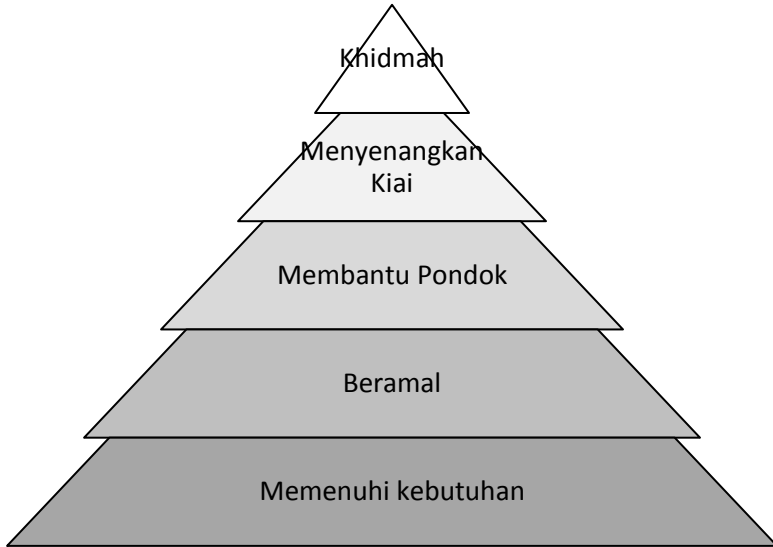 Khidmah
Menyenangkan
Kiai
Membantu Pondok
Beramal
Memenuhi kebutuhan